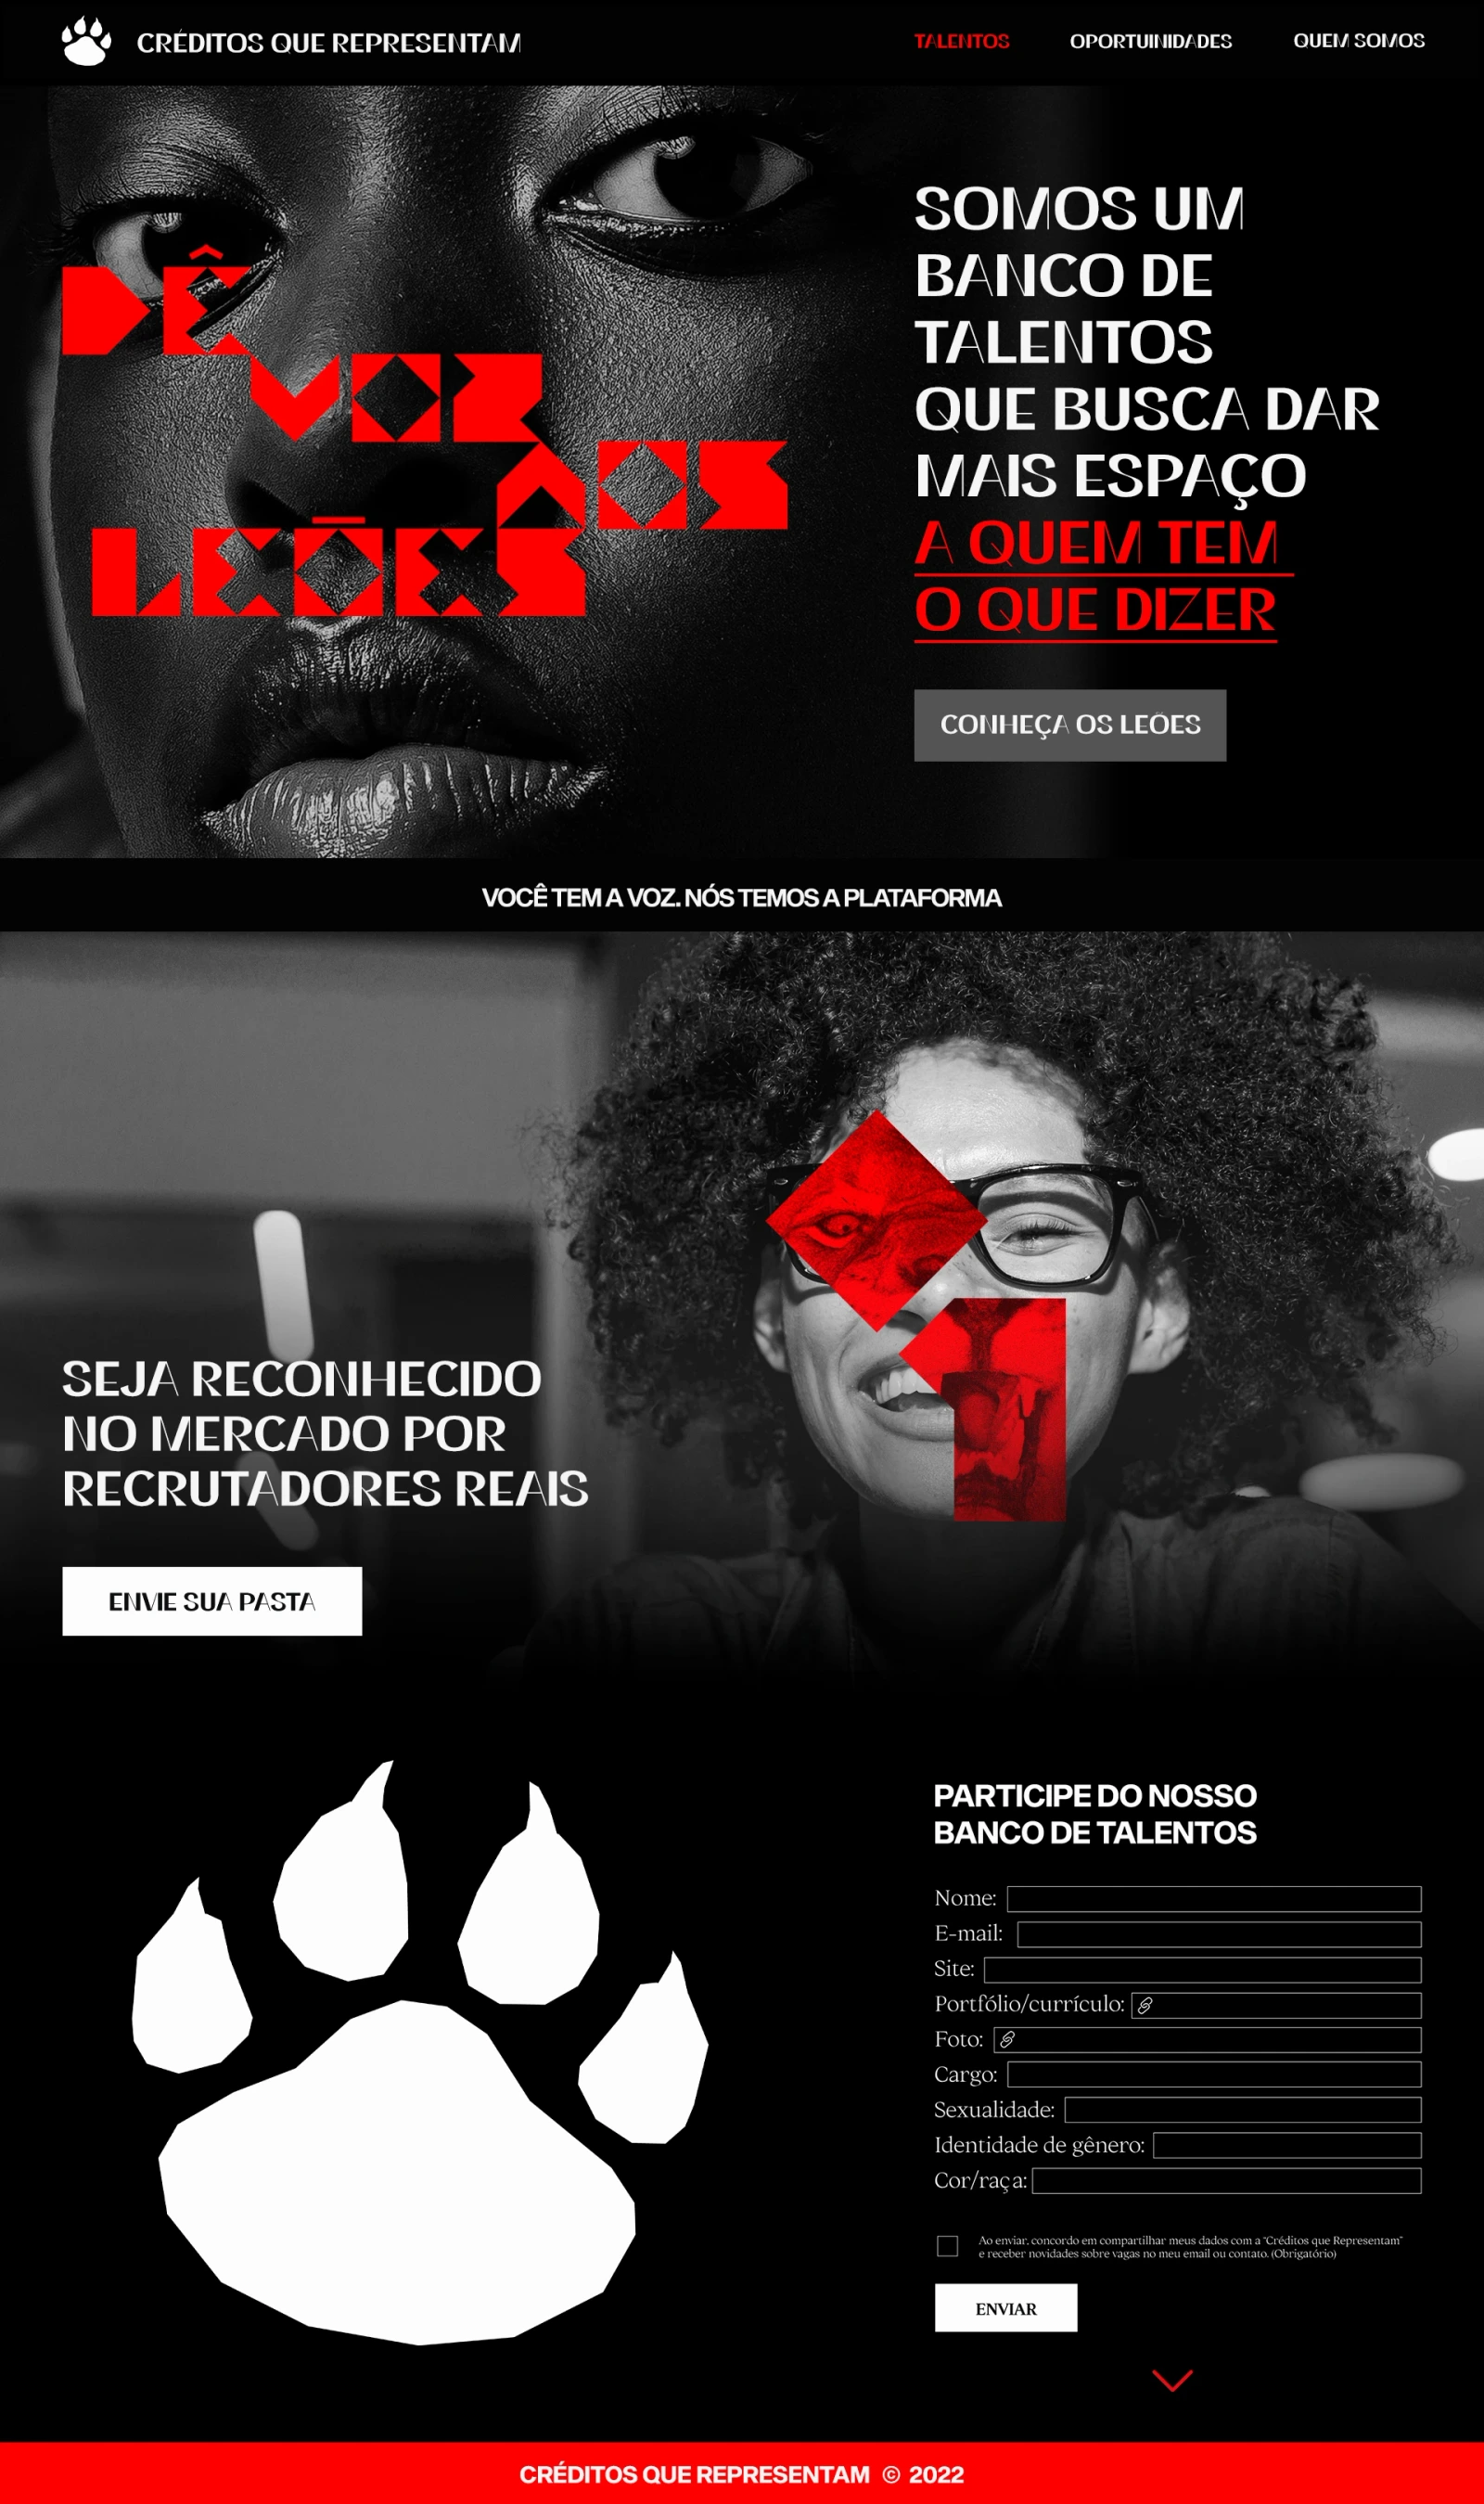 CRÉDITOS QUE REPRESENTAM
TALENTOS
OPORTUINIDADES
QUEM SOMOS
DÊ
VOZ
AOS
LEŌES
SOMOS UM
BANCO DE
TALENTOS
QUE BUSCA DAR
MAIS ESPAÇO
A QUEM TEM
O QUE DIZER
CONHEÇA OS LEÕES
VOCÊ TEM A VOZ. NÓS TEMOS A PLATAFORMA
SEJA RECONHECIDO
NO MERCADO POR
RECRUTADORES REAIS
ENVIE SUA PASTA
PARTICIPE DO NOSSO
BANCO DE TALENTOS
Nome:
E-mail:
Site:
Portfólio/currículo:
Foto:
Cargo:
Sexualidade:
Identidade de gênero:
Cor/raça:
Ao enviar, concordo em compartilhar meus dados com a "Créditos que Representam"
e receber novidades sobre vagas no meu email ou contato. (Obrigatório)
ENVIAR
CRÉDITOS QUE REPRESENTAM © 2022